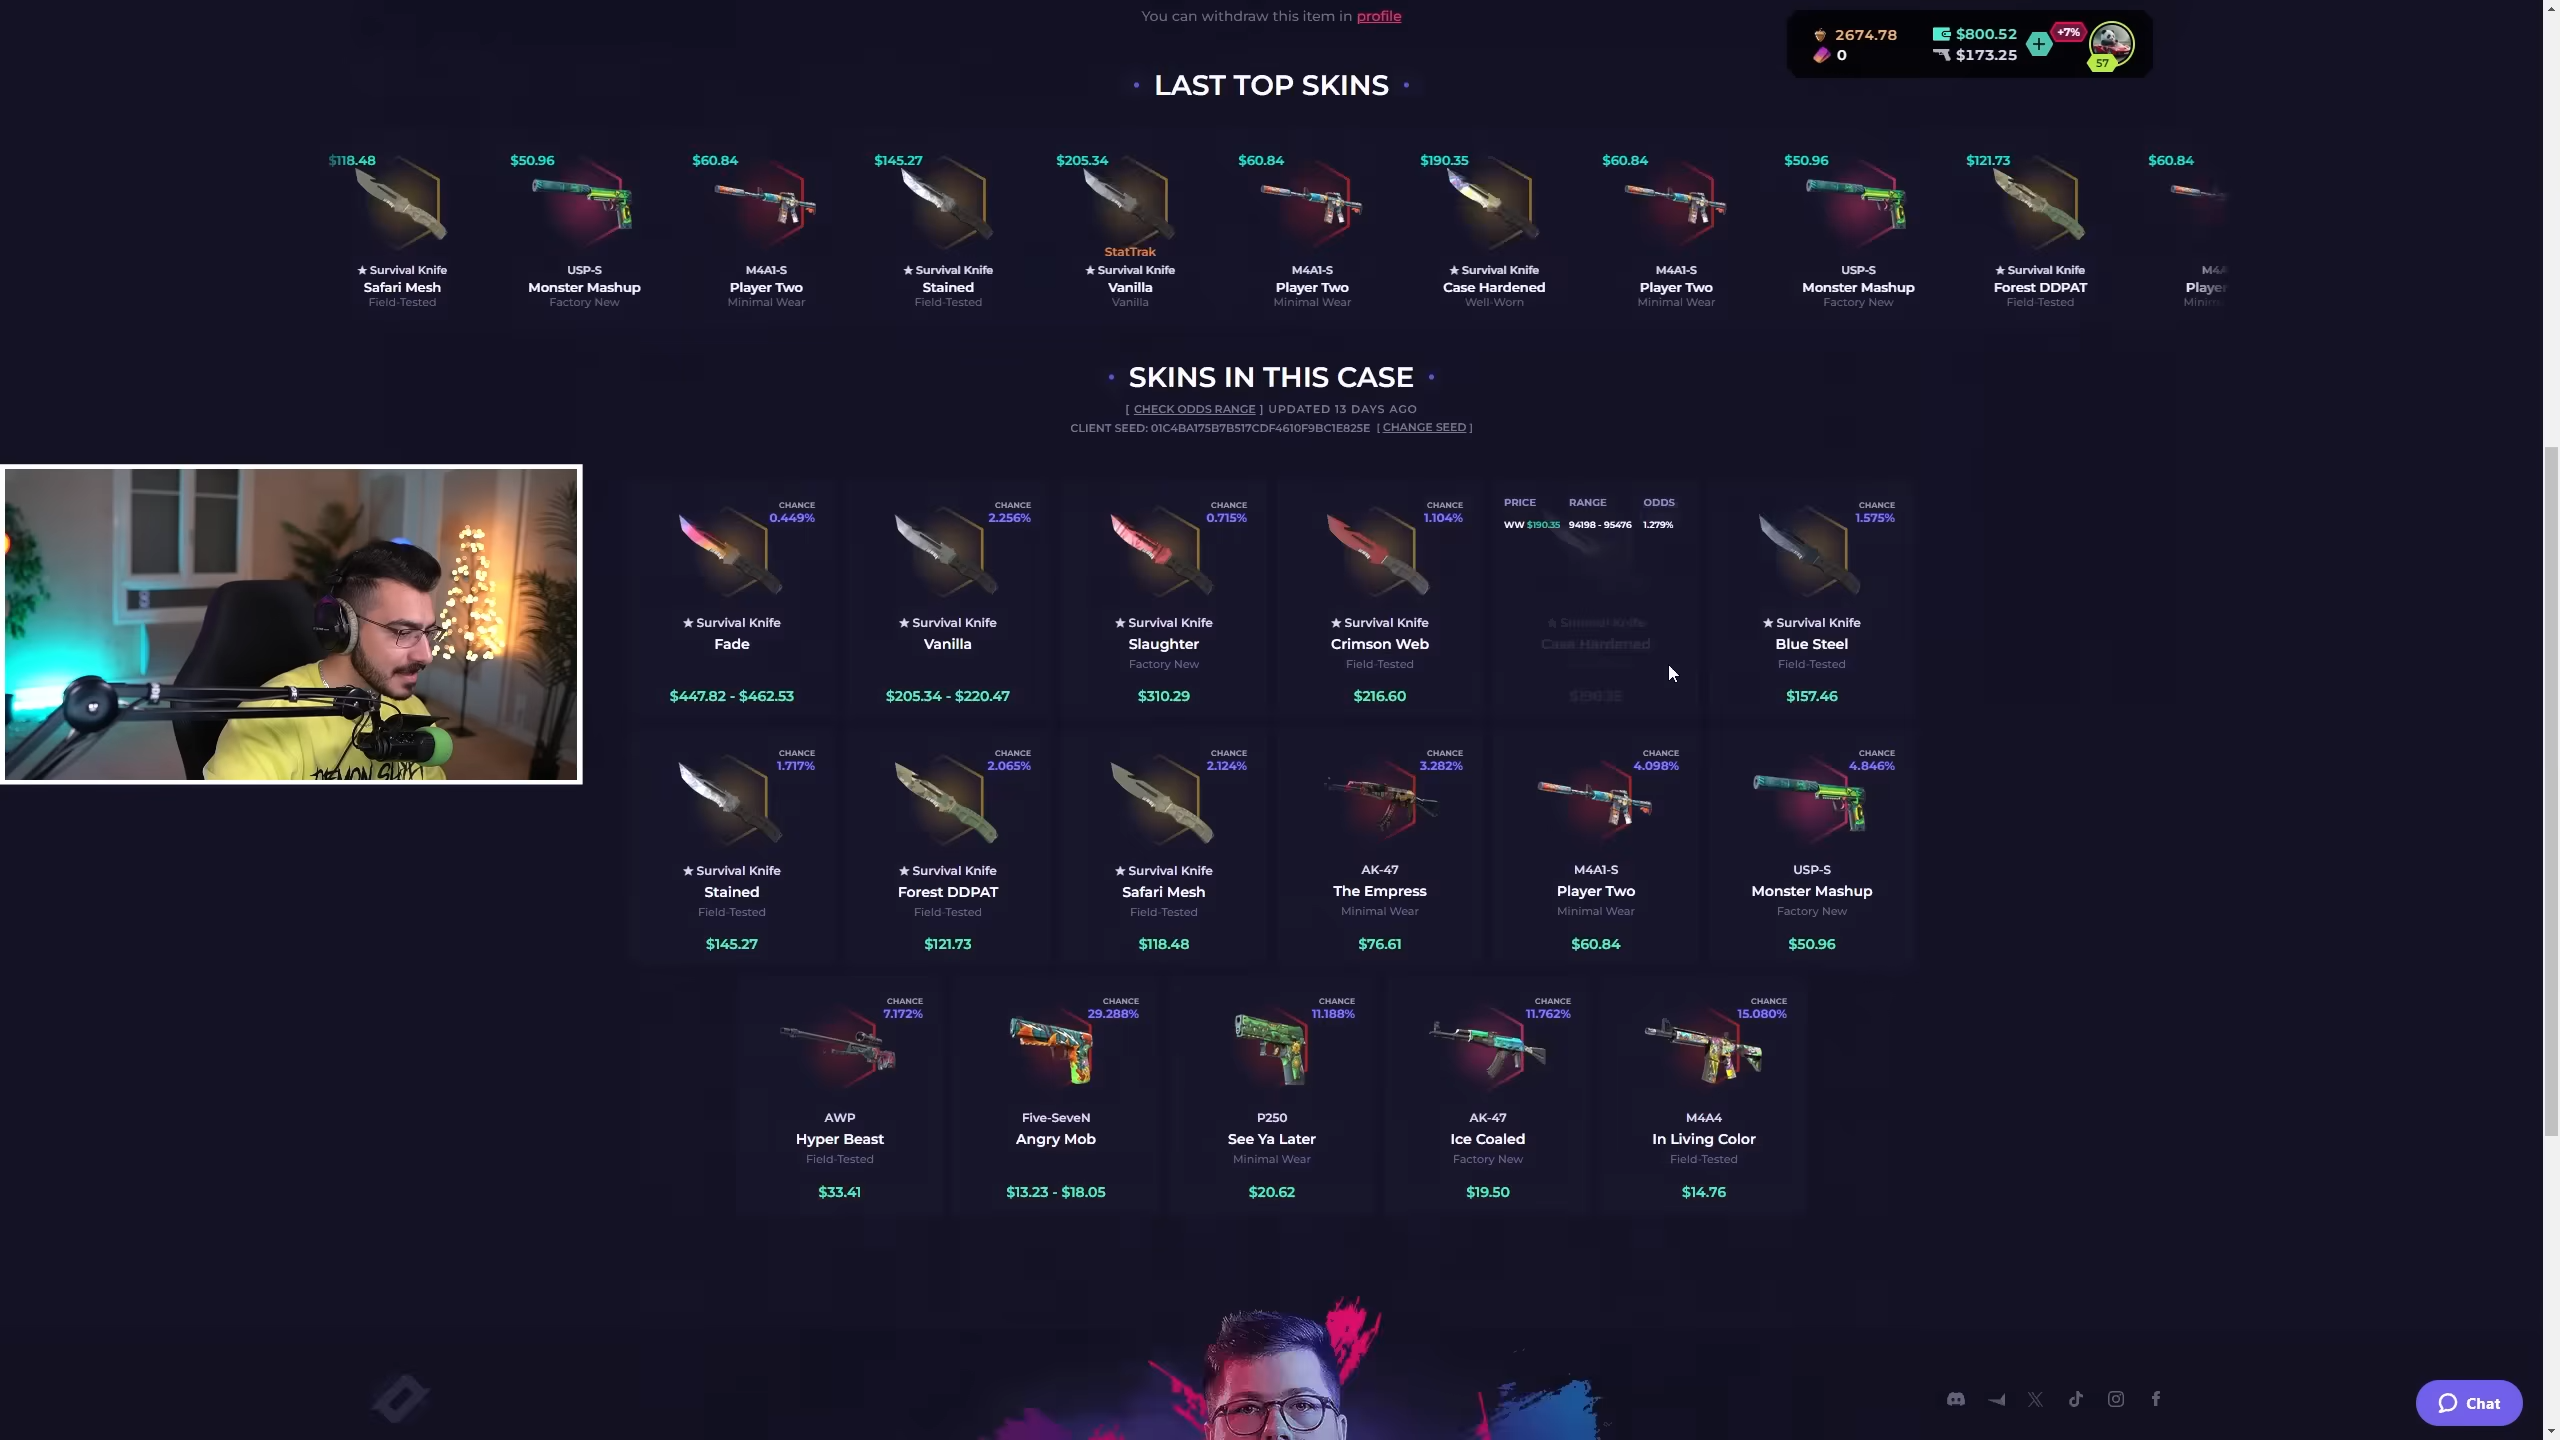 You can withdraw this item in profile
2674.78
0
$800.52
$173.25
+7%
57
LAST TOP SKINS
$118.48
★ Survival Knife
Safari Mesh
Field-Tested
$50.96
USP-S
Monster Mashup
Factory New
$60.84
M4A1-S
Player Two
Minimal Wear
$145.27
★ Survival Knife
Stained
Field-Tested
$205.34
StatTrak
★ Survival Knife
Vanilla
Vanilla
$60.84
M4A1-S
Player Two
Minimal Wear
$190.35
★ Survival Knife
Case Hardened
Well-Worn
$60.84
M4A1-S
Player Two
Minimal Wear
$50.96
USP-S
Monster Mashup
Factory New
$121.73
★ Survival Knife
Forest DDPAT
Field-Tested
$60.84
SKINS IN THIS CASE
[ CHECK ODDS RANGE ] UPDATED 13 DAYS AGO
CLIENT SEED: 01C4BA175B7B517CDF4610F9BC1E825E [ CHANGE SEED ]
CHANCE
0.449%
★ Survival Knife
Fade
$447.82 - $462.53
CHANCE
2.256%
★ Survival Knife
Vanilla
$205.34 - $220.47
CHANCE
0.715%
★ Survival Knife
Slaughter
Factory New
$310.29
CHANCE
1.104%
★ Survival Knife
Crimson Web
Field-Tested
$216.60
PRICE RANGE ODDS
WW $190.35 94198 - 95476 1.279%
★ Survival Knife
Case Hardened
$190.35
CHANCE
1.575%
★ Survival Knife
Blue Steel
Field-Tested
$157.46
CHANCE
1.717%
★ Survival Knife
Stained
Field-Tested
$145.27
CHANCE
2.065%
★ Survival Knife
Forest DDPAT
Field-Tested
$121.73
CHANCE
2.124%
★ Survival Knife
Safari Mesh
Field-Tested
$118.48
CHANCE
3.282%
AK-47
The Empress
Minimal Wear
$76.61
CHANCE
4.098%
M4A1-S
Player Two
Minimal Wear
$60.84
CHANCE
4.846%
USP-S
Monster Mashup
Factory New
$50.96
CHANCE
7.172%
AWP
Hyper Beast
Field-Tested
$33.41
CHANCE
29.288%
Five-SeveN
Angry Mob
$13.23 - $18.05
CHANCE
11.188%
P250
See Ya Later
Minimal Wear
$20.62
CHANCE
11.762%
AK-47
Ice Coaled
Factory New
$19.50
CHANCE
15.080%
M4A4
In Living Color
Field-Tested
$14.76
Chat